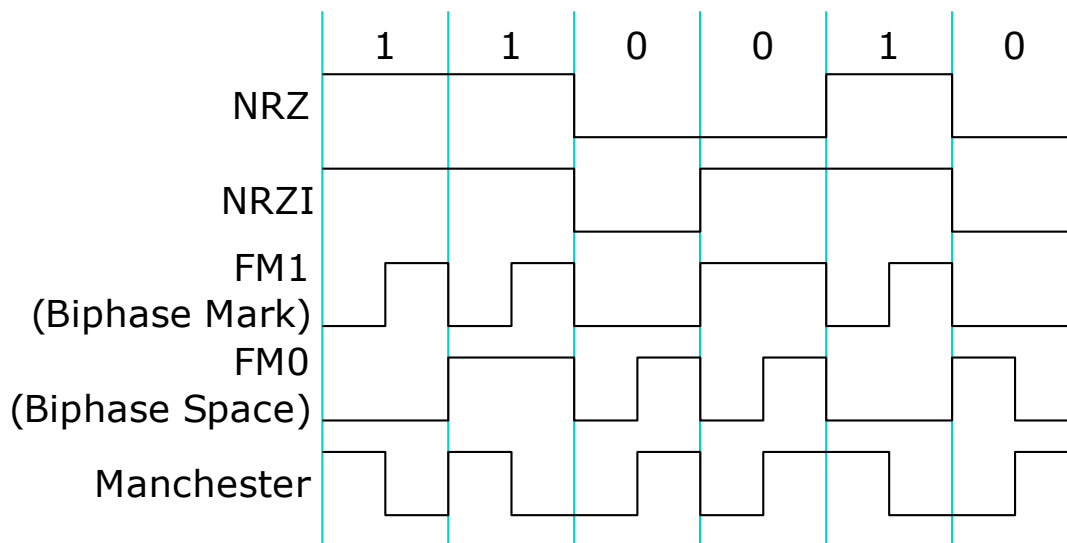 1 1 0 0 1 0
NRZ
NRZI
FM1
(Biphase Mark)
FM0
(Biphase Space)
Manchester